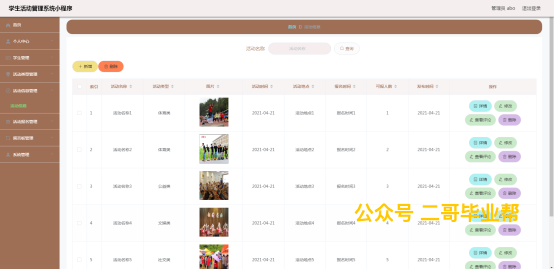 学生活动管理系统小程序
管理员 abo 退出登录
首页
个人中心
学生管理
活动类型管理
活动信息管理
活动信息
活动报名管理
系统管理
首页 活动信息
活动名称 活动名称 查询
新增 删除
索引 活动名称 活动类型 图片 活动时间 活动地点 报名时间 可报人数 发布时间 操作
1 活动名称1 体育类 2021-04-21 活动地点1 报名时间1 1 2021-04-21 详情 修改
查看评论 删除
2 活动名称2 体育类 2021-04-21 活动地点2 报名时间2 2 2021-04-21 详情 修改
查看评论 删除
3 活动名称3 公益类 2021-04-21 活动地点3 报名时间3 3 2021-04-21 详情 修改
查看评论 删除
4 活动名称4 文娱类 2021-04-21 活动地点4 报名时间4 2021-04-21 详情 修改
查看评论 删除
5 活动名称5 社交类 2021-04-21 活动地点5 报名时间5 5 2021-04-21 详情 修改
查看评论 删除
公众号 二哥毕业帮